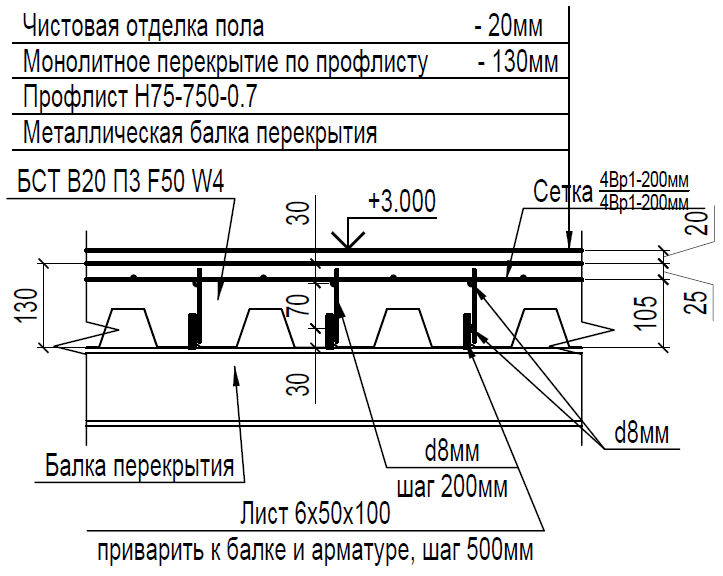 Чистовая отделка пола - 20мм
Монолитное перекрытие по профлисту - 130мм
Профлист Н75-750-0.7
Металлическая балка перекрытия
БСТ В20 П3 F50 W4
30
+3.000
Сетка 4Вр1-200мм
4Вр1-200мм
20
130
70
25
105
30
d8мм
d8мм
шаг 200мм
Балка перекрытия
Лист 6х50х100
приварить к балке и арматуре, шаг 500мм